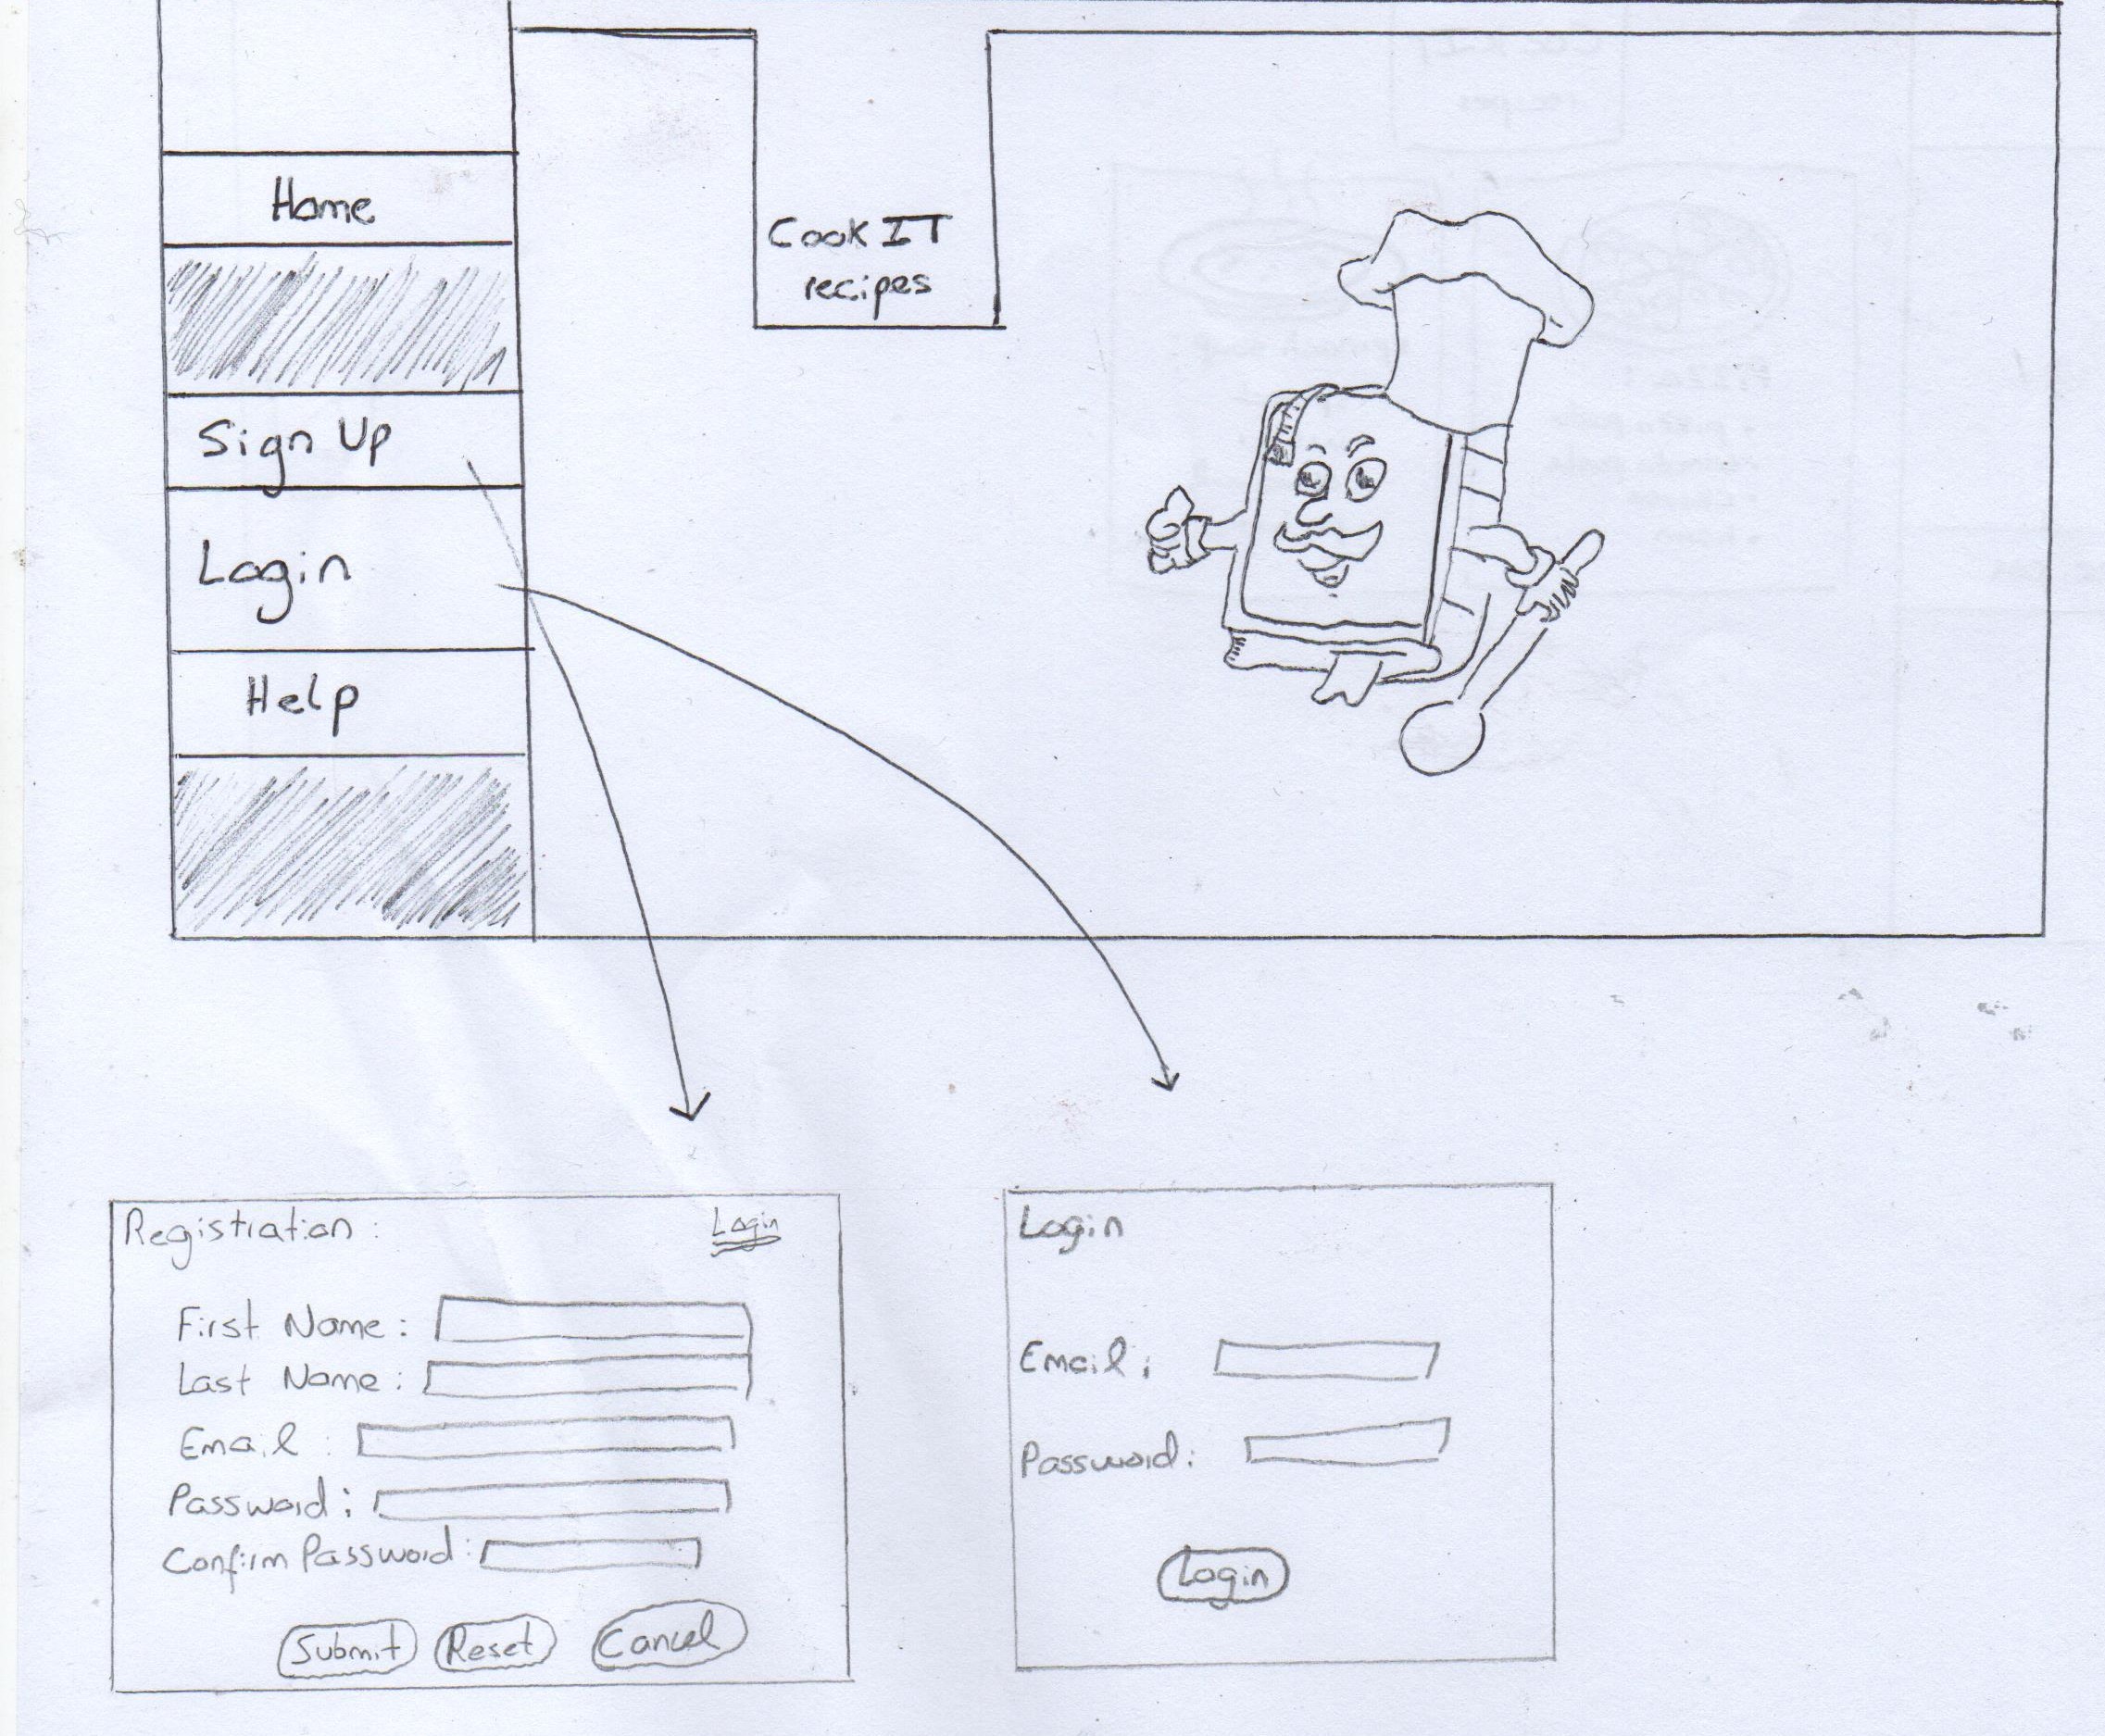 Home
Cook IT
recipes
Sign Up
Login
Help
Registration :
Login
First Name :
Last Name :
Email :
Password :
Confirm Password :
Submit
Reset
Cancel
Login
Email :
Password :
Login